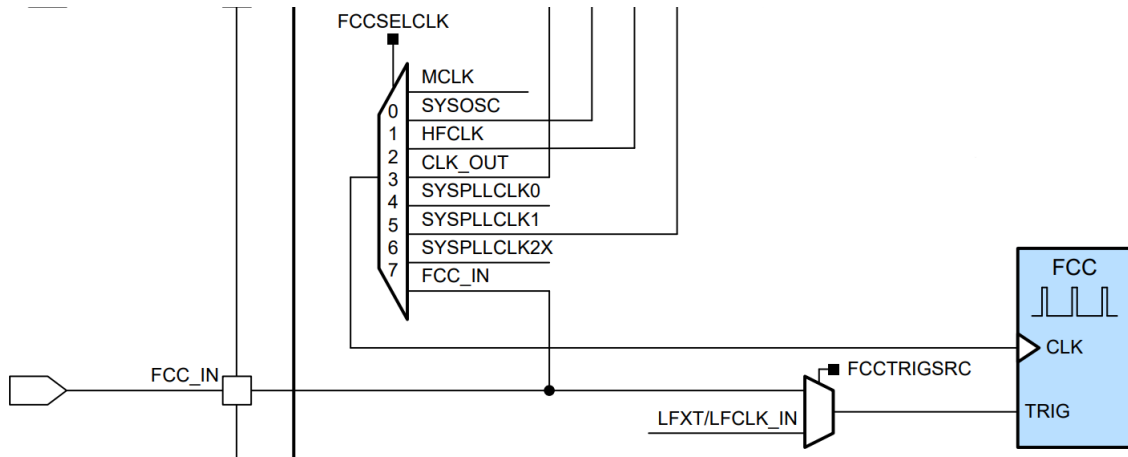 FCCSELCLK
MCLK
0
SYSOSC
1
HFCLK
2
CLK_OUT
3
SYSPLLCLK0
4
SYSPLLCLK1
5
SYSPLLCLK2X
6
FCC_IN
7
FCC
CLK
FCC_IN
FCCTRIGSRC
LFXT/LFCLK_IN
TRIG